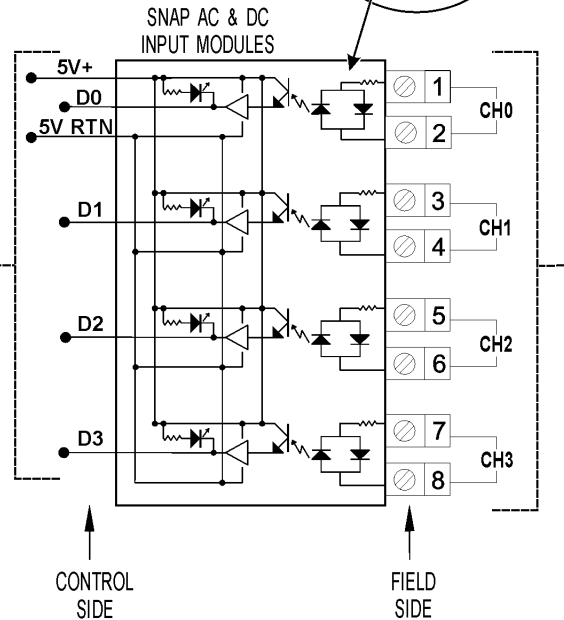 SNAP AC & DC
INPUT MODULES
5V+
D0
5V RTN
D1
D2
D3
1
2
CH0
3
4
CH1
5
6
CH2
7
8
CH3
CONTROL
SIDE
FIELD
SIDE